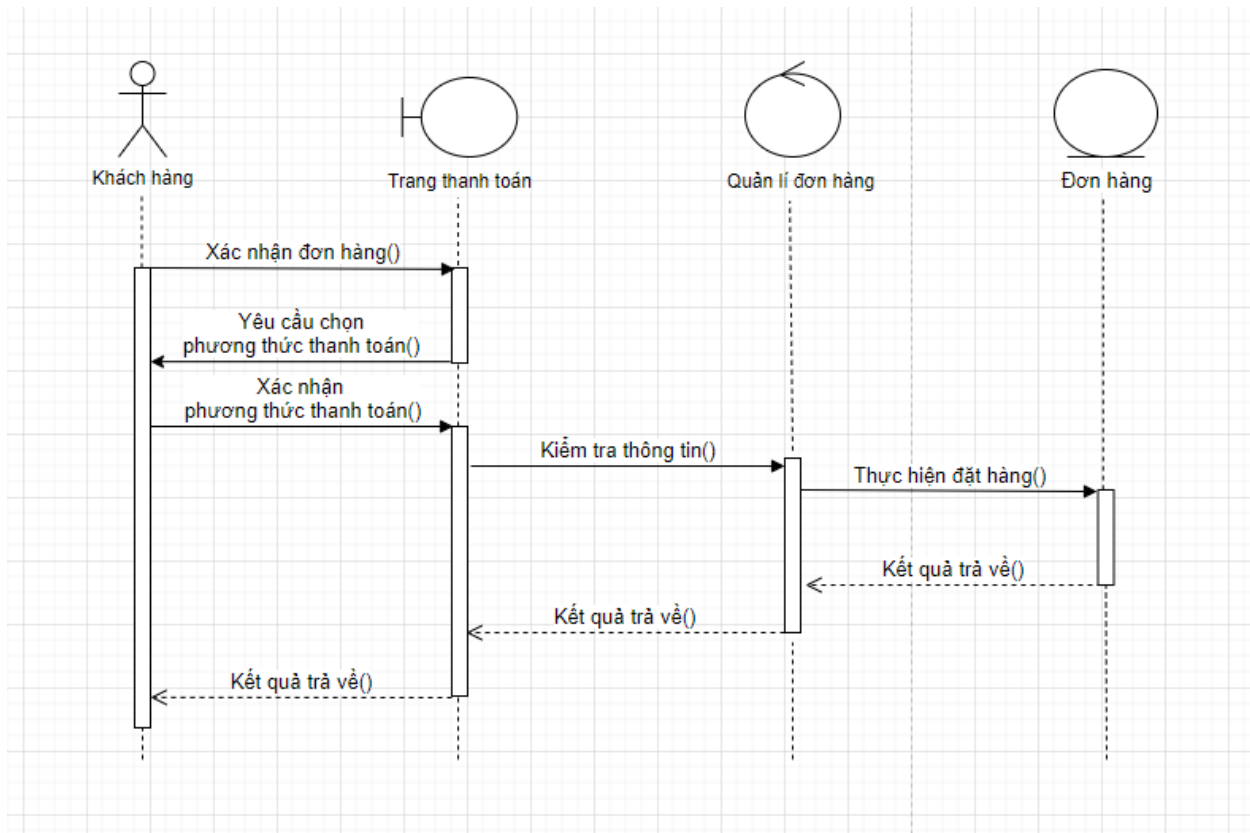 Khách hàng
Trang thanh toán
Quản lí đơn hàng
Đơn hàng
Xác nhận đơn hàng()
Yêu cầu chọn
phương thức thanh toán()
Xác nhận
phương thức thanh toán()
Kiểm tra thông tin()
Thực hiện đặt hàng()
Kết quả trả về()
Kết quả trả về()
Kết quả trả về()